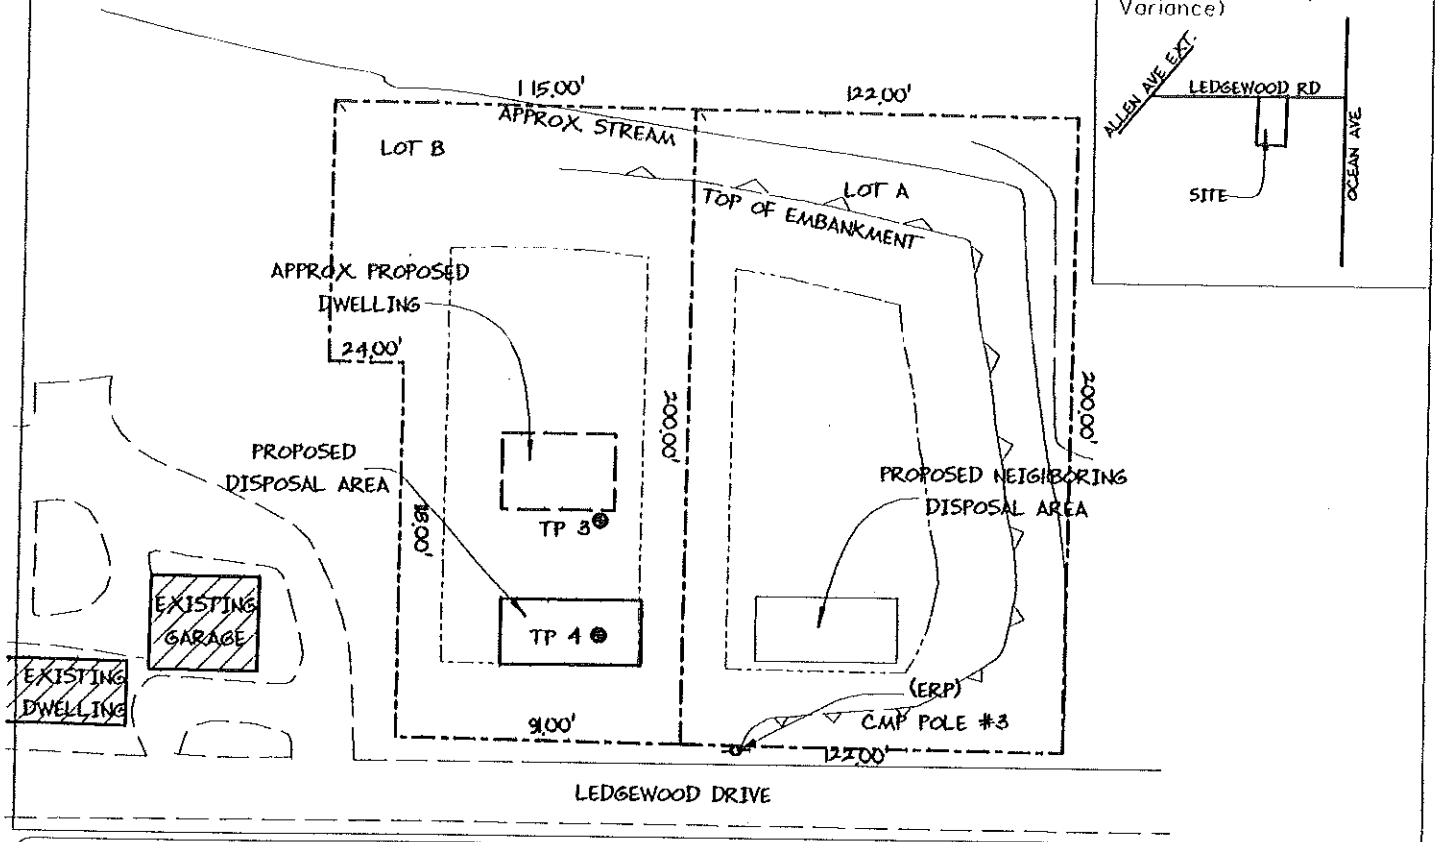 Variance)
ALLEN AVE EXT.
LEDGEWOOD RD
OCEAN AVE
SITE
115.00'
122.00'
APPROX STREAM
LOT B
LOT A
TOP OF EMBANKMENT
APPROX PROPOSED
DWELLING
24.00'
200.00'
200.00'
PROPOSED
DISPOSAL AREA
PROPOSED NEIGHBORING
DISPOSAL AREA
TP 3
EXISTING
GARAGE
TP 4
EXISTING
DWELLING
(ERP)
CMP POLE #3
91.00'
122.00'
LEDGEWOOD DRIVE